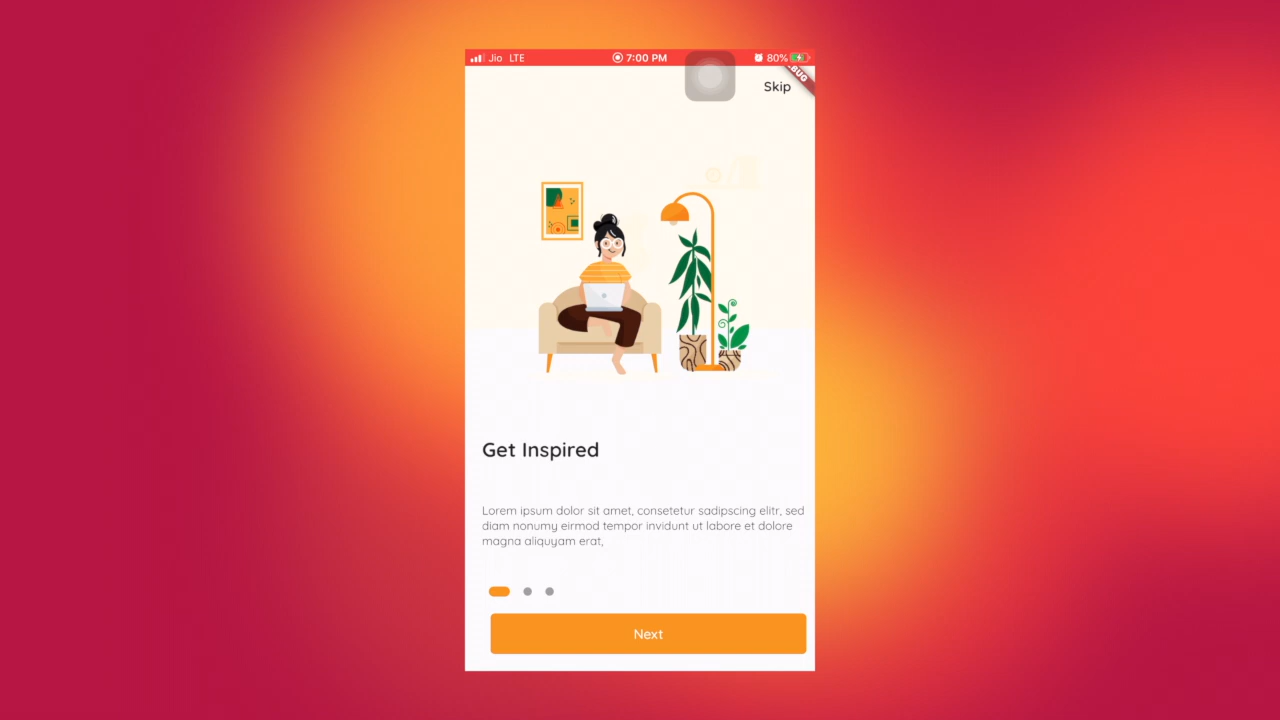 Jio LTE 7:00 PM 80%
Skip
Get Inspired
Lorem ipsum dolor sit amet, consetetur sadipscing elitr, sed
diam nonumy eirmod tempor invidunt ut labore et dolore
magna aliquyam erat,
Next